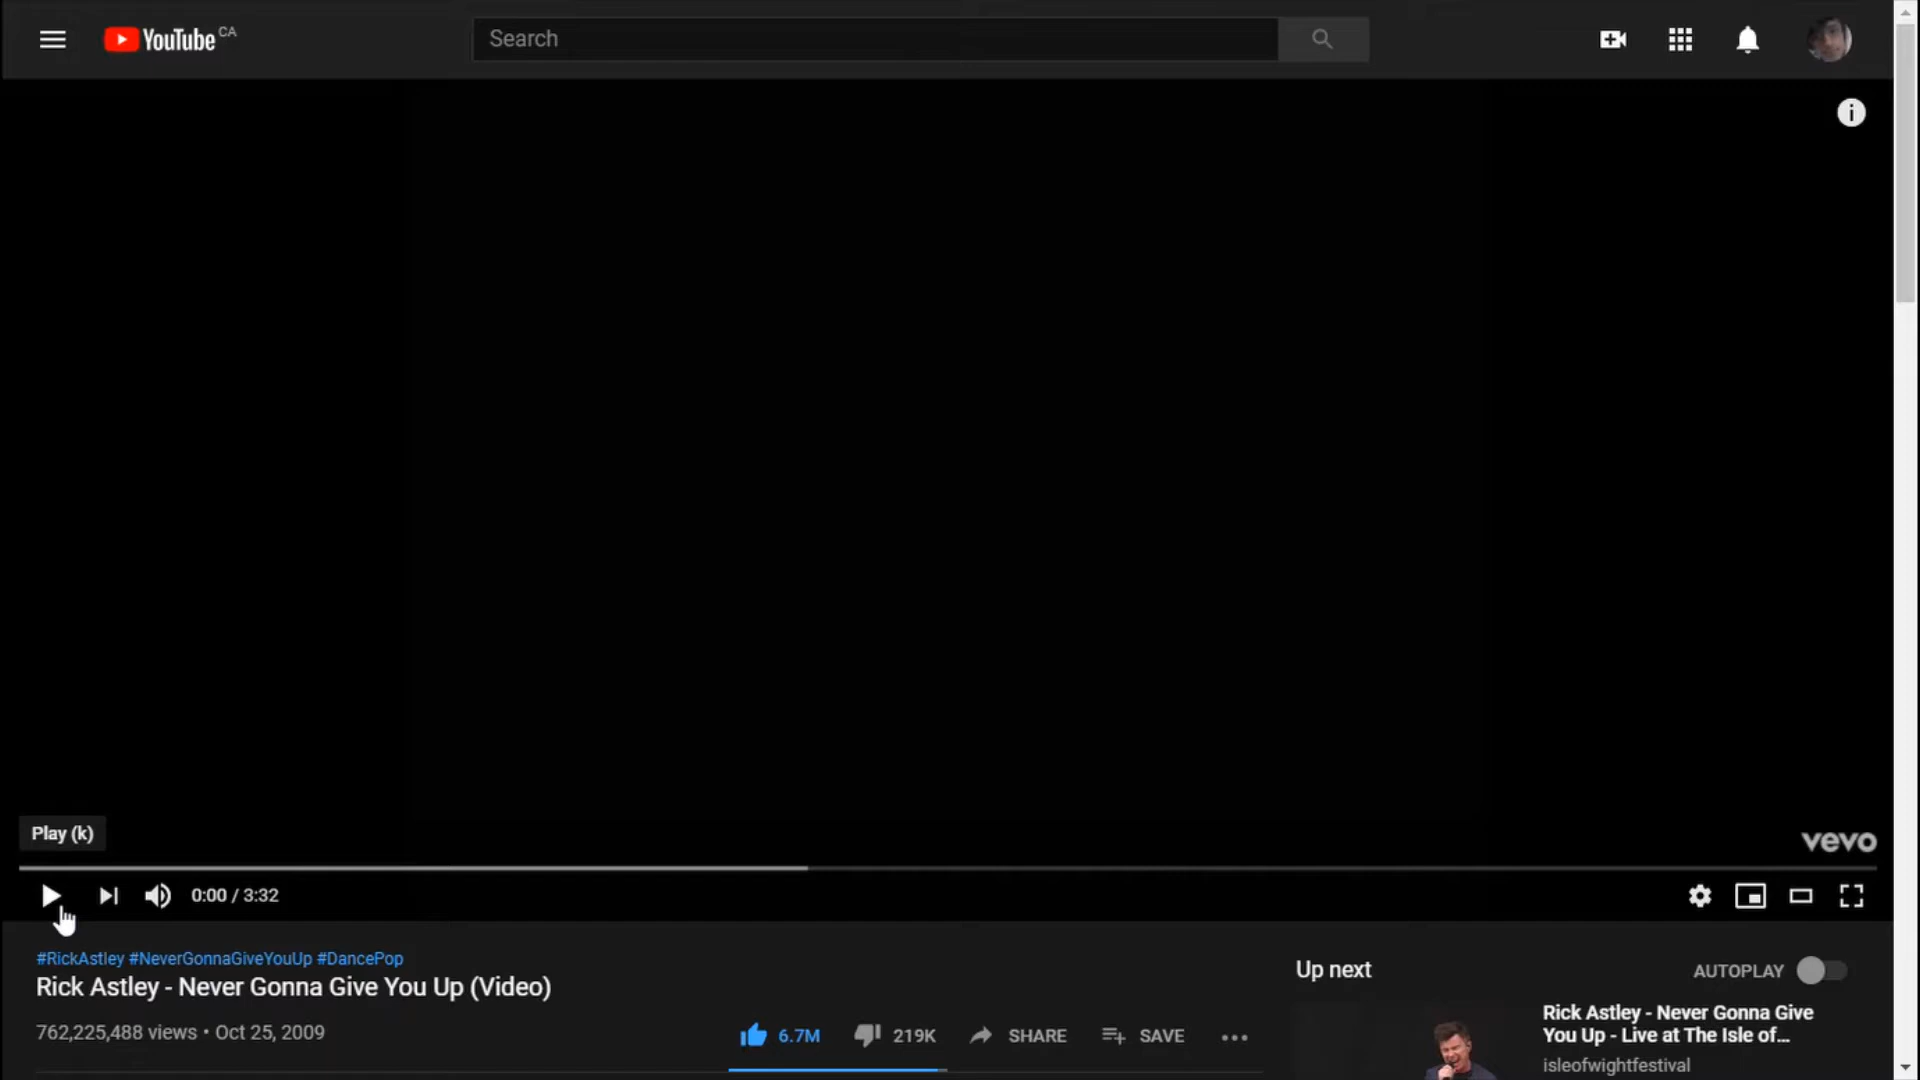 YouTube CA
Search
i
Play (k)
vevo
0:00 / 3:32
#RickAstley #NeverGonnaGiveYouUp #DancePop
Rick Astley - Never Gonna Give You Up (Video)
762,225,488 views • Oct 25, 2009
6.7M
219K
SHARE
SAVE
Up next
AUTOPLAY
Rick Astley - Never Gonna Give
You Up - Live at The Isle of...
isleofwightfestival